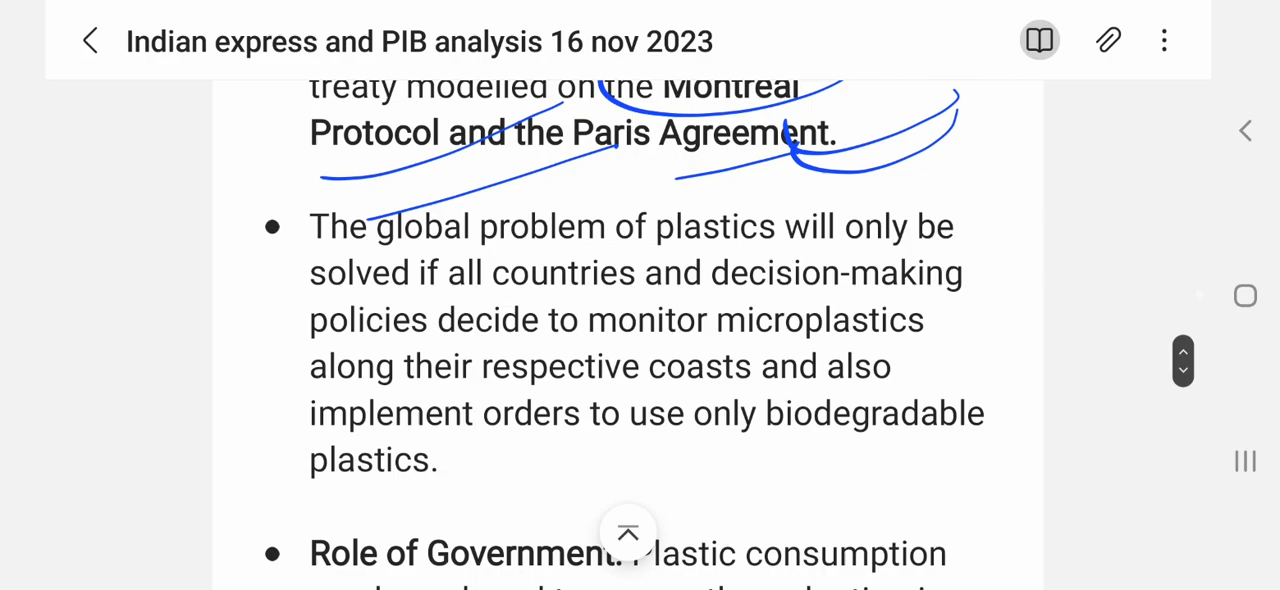 Indian express and PIB analysis 16 nov 2023
treaty modelled on the Montreal
Protocol and the Paris Agreement.
● The global problem of plastics will only be
solved if all countries and decision-making
policies decide to monitor microplastics
along their respective coasts and also
implement orders to use only biodegradable
plastics.
● Role of Government. Plastic consumption